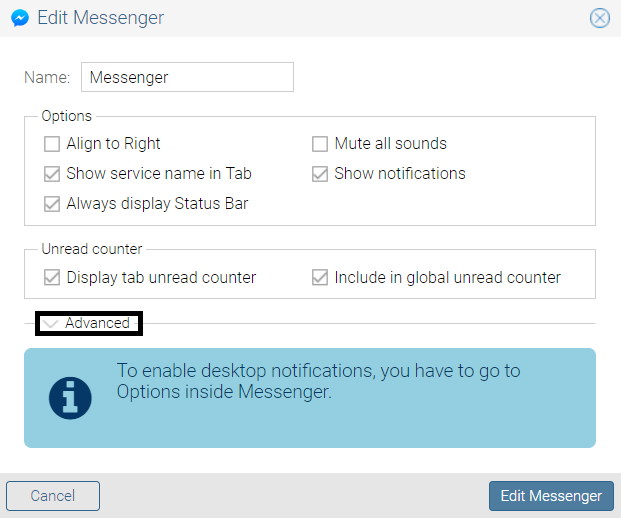 Edit Messenger
Name: Messenger
Options
Align to Right
Mute all sounds
Show service name in Tab
Show notifications
Always display Status Bar
Unread counter
Display tab unread counter
Include in global unread counter
Advanced
To enable desktop notifications, you have to go to
Options inside Messenger.
Cancel
Edit Messenger